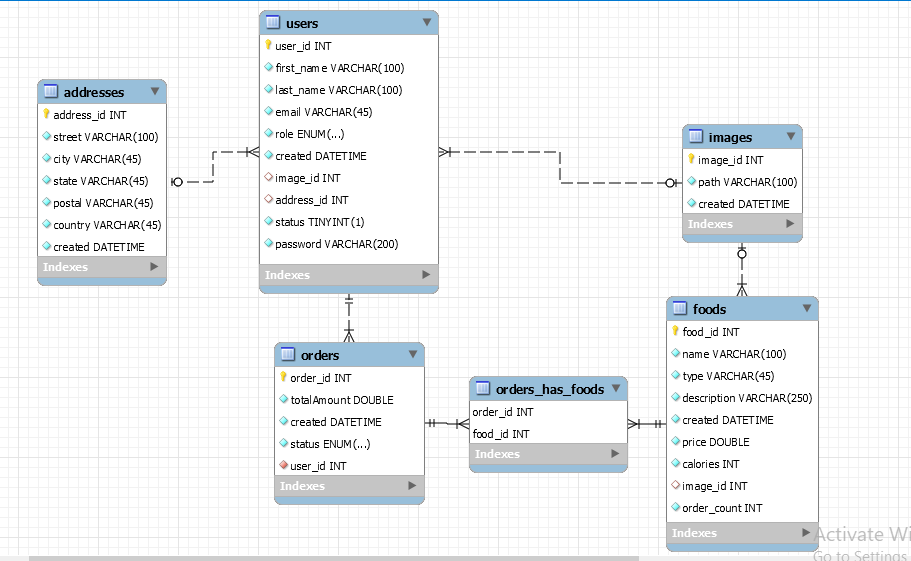 users
user_id INT
first_name VARCHAR(100)
last_name VARCHAR(100)
email VARCHAR(45)
role ENUM(...)
created DATETIME
image_id INT
address_id INT
status TINYINT(1)
password VARCHAR(200)
Indexes
addresses
address_id INT
street VARCHAR(100)
city VARCHAR(45)
state VARCHAR(45)
postal VARCHAR(45)
country VARCHAR(45)
created DATETIME
Indexes
images
image_id INT
path VARCHAR(100)
created DATETIME
Indexes
orders
order_id INT
totalAmount DOUBLE
created DATETIME
status ENUM(...)
user_id INT
Indexes
orders_has_foods
order_id INT
food_id INT
Indexes
foods
food_id INT
name VARCHAR(100)
type VARCHAR(45)
description VARCHAR(250)
created DATETIME
price DOUBLE
calories INT
image_id INT
order_count INT
Indexes
Activate Wi
Go to Settings